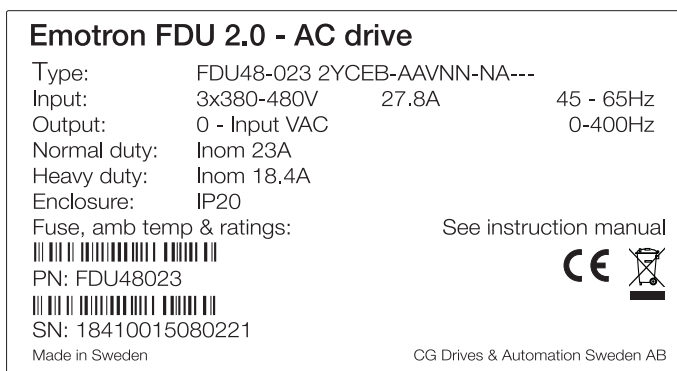 Emotron FDU 2.0 - AC drive
Type: FDU48-023 2YCEB-AAVNN-NA---
Input: 3x380-480V 27.8A 45 - 65Hz
Output: 0 - Input VAC 0-400Hz
Normal duty: Inom 23A
Heavy duty: Inom 18.4A
Enclosure: IP20
Fuse, amb temp & ratings: See instruction manual
PN: FDU48023
CE
SN: 18410015080221
Made in Sweden CG Drives & Automation Sweden AB